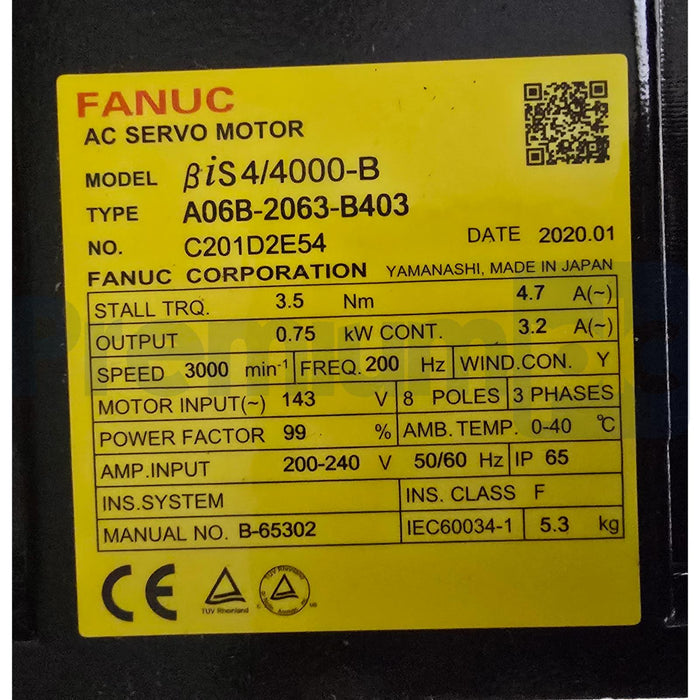 FANUC
AC SERVO MOTOR
MODEL βiS 4/4000-B
TYPE A06B-2063-B403
NO. C201D2E54 DATE 2020.01
FANUC CORPORATION YAMANASHI, MADE IN JAPAN
STALL TRQ. 3.5 Nm 4.7 A(~)
OUTPUT 0.75 kW CONT. 3.2 A(~)
SPEED 3000 min-1 FREQ. 200 Hz WIND.CON. Y
MOTOR INPUT(~) 143 V 8 POLES 3 PHASES
POWER FACTOR 99 % AMB. TEMP. 0-40 ℃
AMP.INPUT 200-240 V 50/60 Hz IP 65
INS.SYSTEM INS. CLASS F
MANUAL NO. B-65302 IEC60034-1 5.3 kg
CE TÜV Rheinland